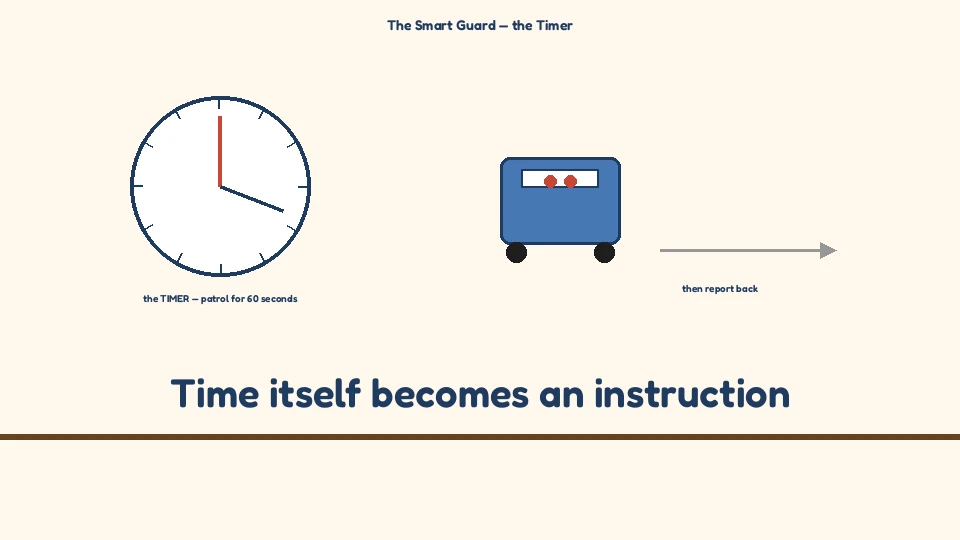 The Smart Guard – the Timer
the TIMER – patrol for 60 seconds
then report back
Time itself becomes an instruction